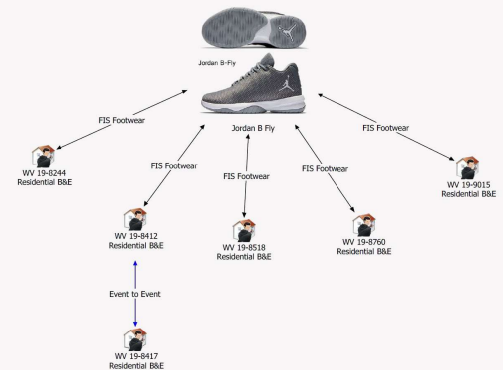 Jordan B-Fly
Jordan B Fly
FIS Footwear
FIS Footwear
FIS Footwear
FIS Footwear
FIS Footwear
WV 19-8244
Residential B&E
WV 19-8412
Residential B&E
WV 19-8518
Residential B&E
WV 19-8760
Residential B&E
WV 19-9015
Residential B&E
Event to Event
WV 19-8417
Residential B&E